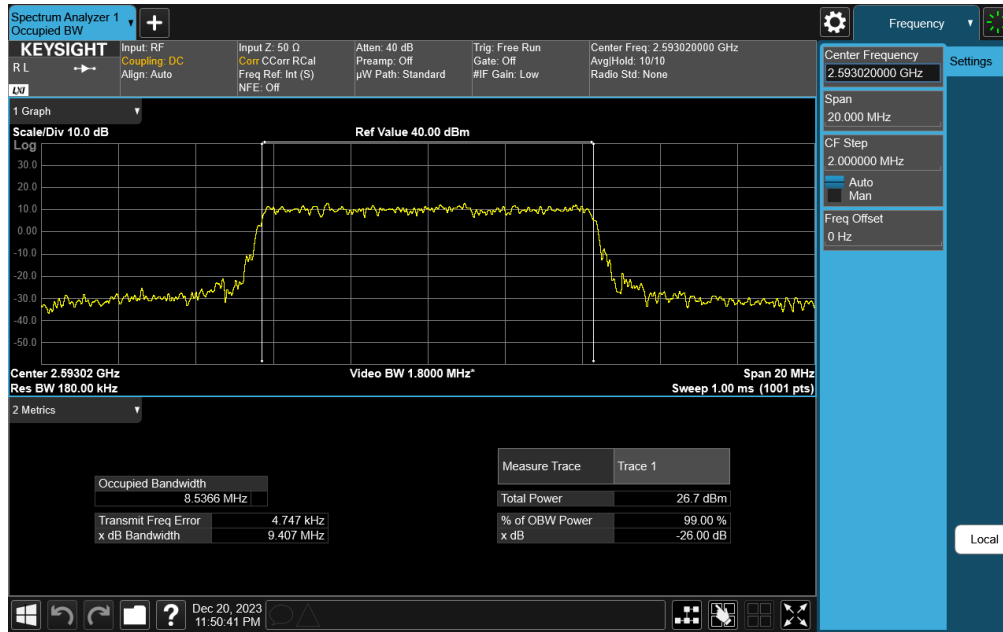 Spectrum Analyzer 1
Occupied BW
Frequency
KEYSIGHT
R L
LXI
Input: RF
Coupling: DC
Align: Auto
Input Z: 50 Ω
Corr CCorr RCal
Freq Ref: Int (S)
NFE: Off
Atten: 40 dB
Preamp: Off
µW Path: Standard
Trig: Free Run
Gate: Off
#IF Gain: Low
Center Freq: 2.593020000 GHz
Avg|Hold: 10/10
Radio Std: None
Center Frequency
2.593020000 GHz
Settings
Span
20.000 MHz
CF Step
2.000000 MHz
Auto
Man
Freq Offset
0 Hz
1 Graph
Scale/Div 10.0 dB
Ref Value 40.00 dBm
Log
30.0
20.0
10.0
0.00
-10.0
-20.0
-30.0
-40.0
-50.0
Center 2.59302 GHz
Video BW 1.8000 MHz*
Span 20 MHz
Res BW 180.00 kHz
Sweep 1.00 ms (1001 pts)
2 Metrics
Measure Trace
Trace 1
Occupied Bandwidth
8.5366 MHz
Total Power
26.7 dBm
Transmit Freq Error
4.747 kHz
% of OBW Power
99.00 %
x dB Bandwidth
9.407 MHz
x dB
-26.00 dB
Local
Dec 20, 2023
11:50:41 PM